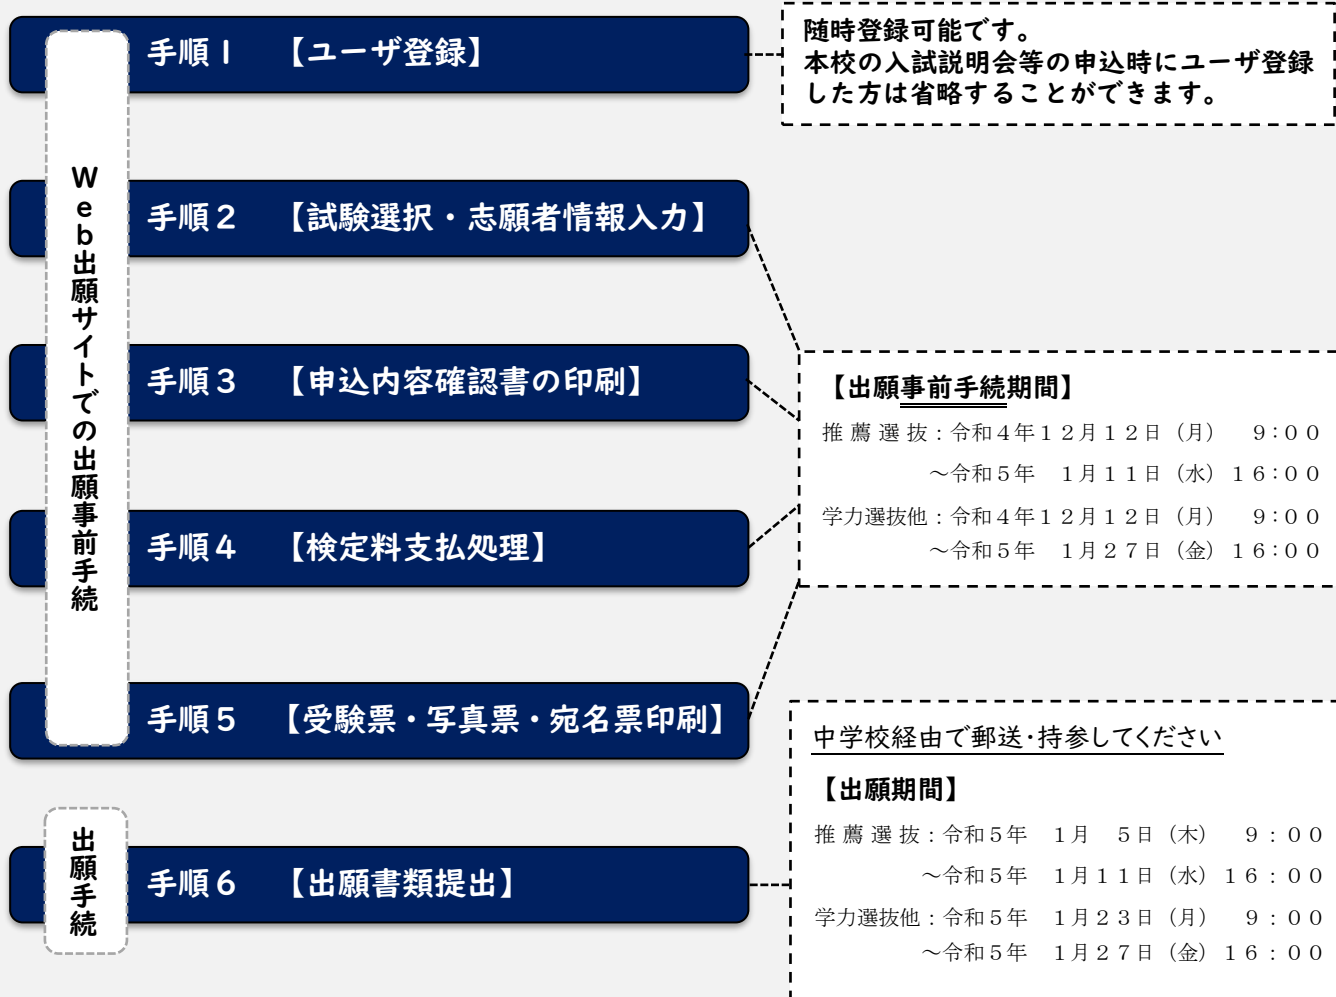 手順１　【ユーザ登録】
随時登録可能です。
本校の入試説明会等の申込時にユーザ登録
した方は省略することができます。
Web出願サイトでの出願事前手続
手順２　【試験選択・志願者情報入力】
手順３　【申込内容確認書の印刷】
手順４　【検定料支払処理】
手順５　【受験票・写真票・宛名票印刷】
【出願事前手続期間】
推 薦 選 抜：令和４年１２月１２日（月）　９：００
～令和５年　１月１１日（水）１６：００
学力選抜他：令和４年１２月１２日（月）　９：００
～令和５年　１月２７日（金）１６：００
出願手続
手順６　【出願書類提出】
中学校経由で郵送・持参してください
【出願期間】
推 薦 選 抜：令和５年　１月　５日（木）　９：００
～令和５年　１月１１日（水）１６：００
学力選抜他：令和５年　１月２３日（月）　９：００
～令和５年　１月２７日（金）１６：００